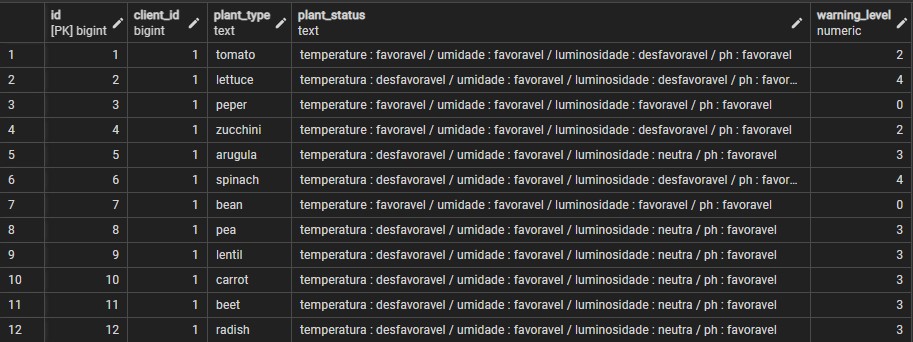 id client_id plant_type plant_status warning_level
[PK] bigint bigint text text numeric
1 1 1 tomato temperature : favoravel / umidade : favoravel / luminosidade : desfavoravel / ph : favoravel 2
2 2 1 lettuce temperatura : desfavoravel / umidade : favoravel / luminosidade : desfavoravel / ph : favor... 4
3 3 1 peper temperature : favoravel / umidade : favoravel / luminosidade : favoravel / ph : favoravel 0
4 4 1 zucchini temperature : favoravel / umidade : favoravel / luminosidade : desfavoravel / ph : favoravel 2
5 5 1 arugula temperatura : desfavoravel / umidade : favoravel / luminosidade : neutra / ph : favoravel 3
6 6 1 spinach temperatura : desfavoravel / umidade : favoravel / luminosidade : desfavoravel / ph : favor... 4
7 7 1 bean temperature : favoravel / umidade : favoravel / luminosidade : favoravel / ph : favoravel 0
8 8 1 pea temperatura : desfavoravel / umidade : favoravel / luminosidade : neutra / ph : favoravel 3
9 9 1 lentil temperatura : desfavoravel / umidade : favoravel / luminosidade : neutra / ph : favoravel 3
10 10 1 carrot temperatura : desfavoravel / umidade : favoravel / luminosidade : neutra / ph : favoravel 3
11 11 1 beet temperatura : desfavoravel / umidade : favoravel / luminosidade : neutra / ph : favoravel 3
12 12 1 radish temperatura : desfavoravel / umidade : favoravel / luminosidade : neutra / ph : favoravel 3